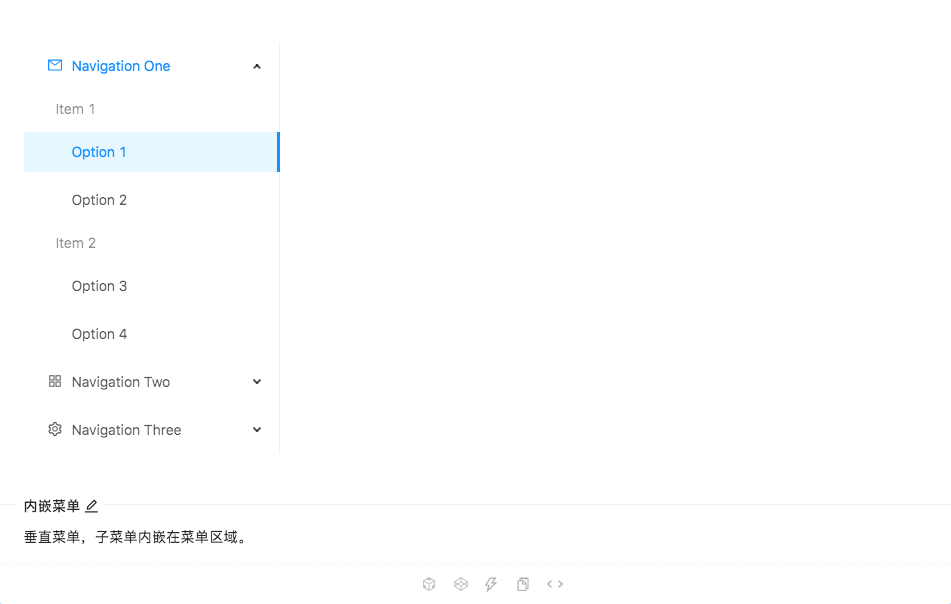 Navigation One
Item 1
Option 1
Option 2
Item 2
Option 3
Option 4
Navigation Two
Navigation Three
内嵌菜单
垂直菜单，子菜单内嵌在菜单区域。